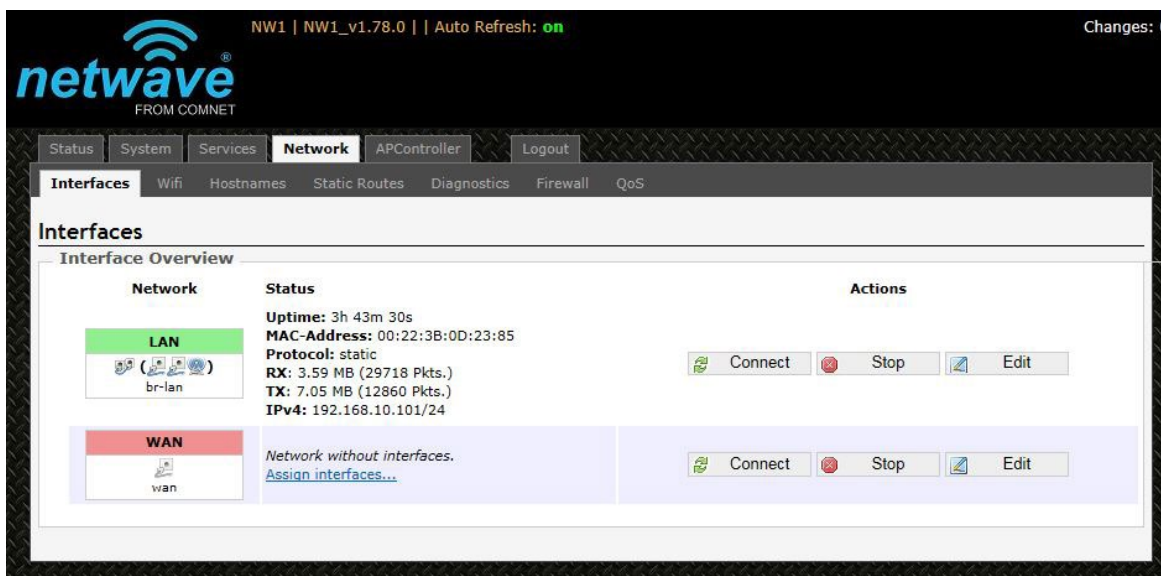 NW1 | NW1_v1.78.0 | | Auto Refresh: on
Changes:
netwave®
FROM COMNET
Status System Services Network APController Logout
Interfaces Wifi Hostnames Static Routes Diagnostics Firewall QoS
Interfaces
Interface Overview
Network Status Actions
LAN
br-lan
Uptime: 3h 43m 30s
MAC-Address: 00:22:3B:0D:23:85
Protocol: static
RX: 3.59 MB (29718 Pkts.)
TX: 7.05 MB (12860 Pkts.)
IPv4: 192.168.10.101/24
Connect Stop Edit
WAN
wan
Network without interfaces.
Assign interfaces...
Connect Stop Edit